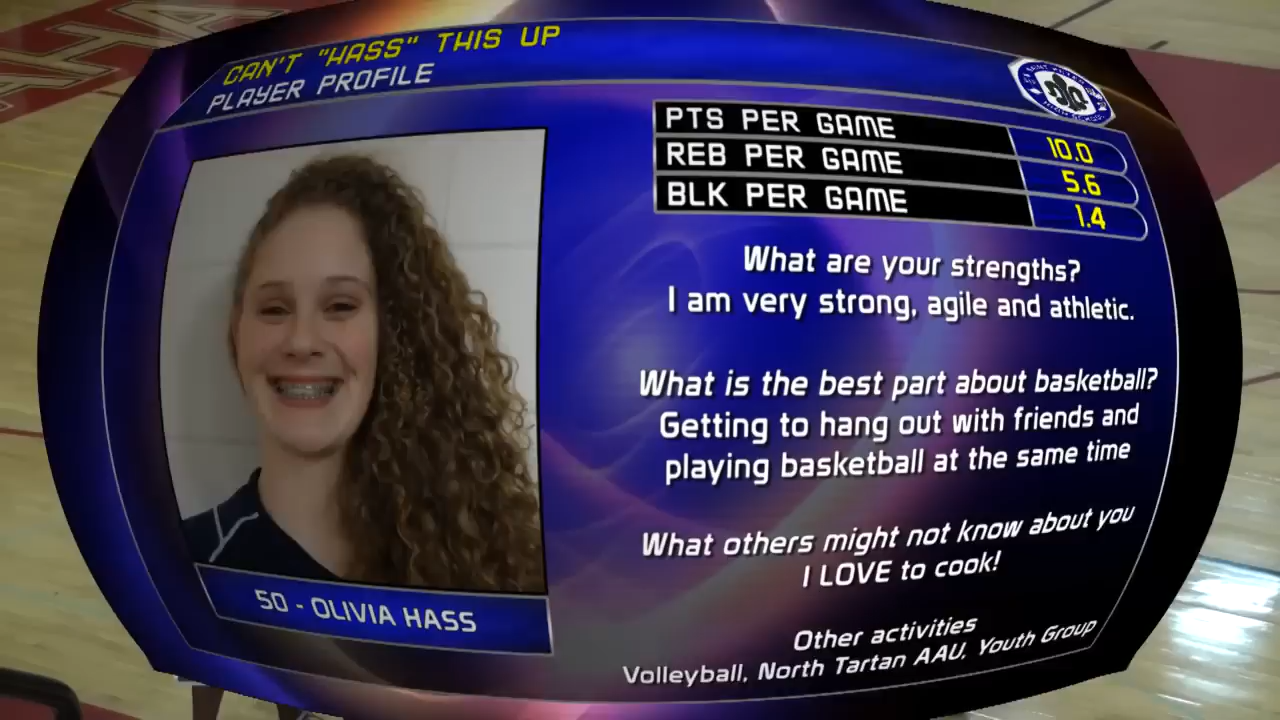 AHA
CAN'T "HASS" THIS UP
PLAYER PROFILE
PTS PER GAME 10.0
REB PER GAME 5.6
BLK PER GAME 1.4
What are your strengths?
I am very strong, agile and athletic.
What is the best part about basketball?
Getting to hang out with friends and
playing basketball at the same time
What others might not know about you
I LOVE to cook!
Other activities
Volleyball, North Tartan AAU, Youth Group
50 - OLIVIA HASS